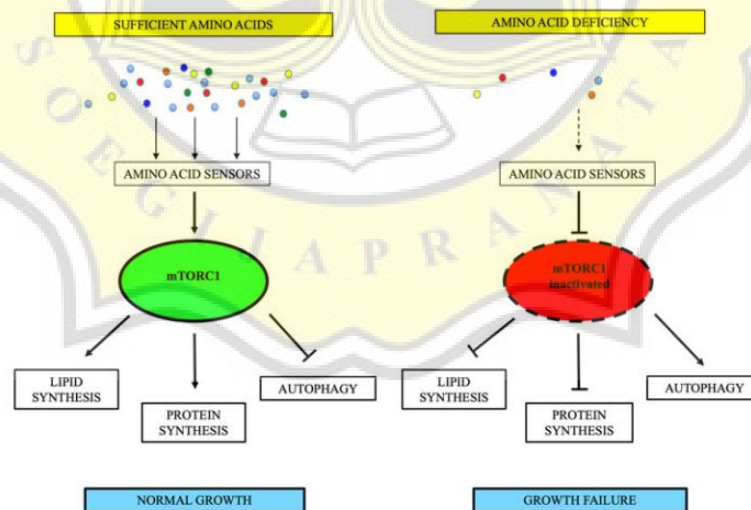 SUFFICIENT AMINO ACIDS
AMINO ACID DEFICIENCY
SOEGIJAPRANATA
AMINO ACID SENSORS
AMINO ACID SENSORS
mTORC1
mTORC1
inactivated
LIPID
SYNTHESIS
PROTEIN
SYNTHESIS
AUTOPHAGY
LIPID
SYNTHESIS
PROTEIN
SYNTHESIS
AUTOPHAGY
NORMAL GROWTH
GROWTH FAILURE